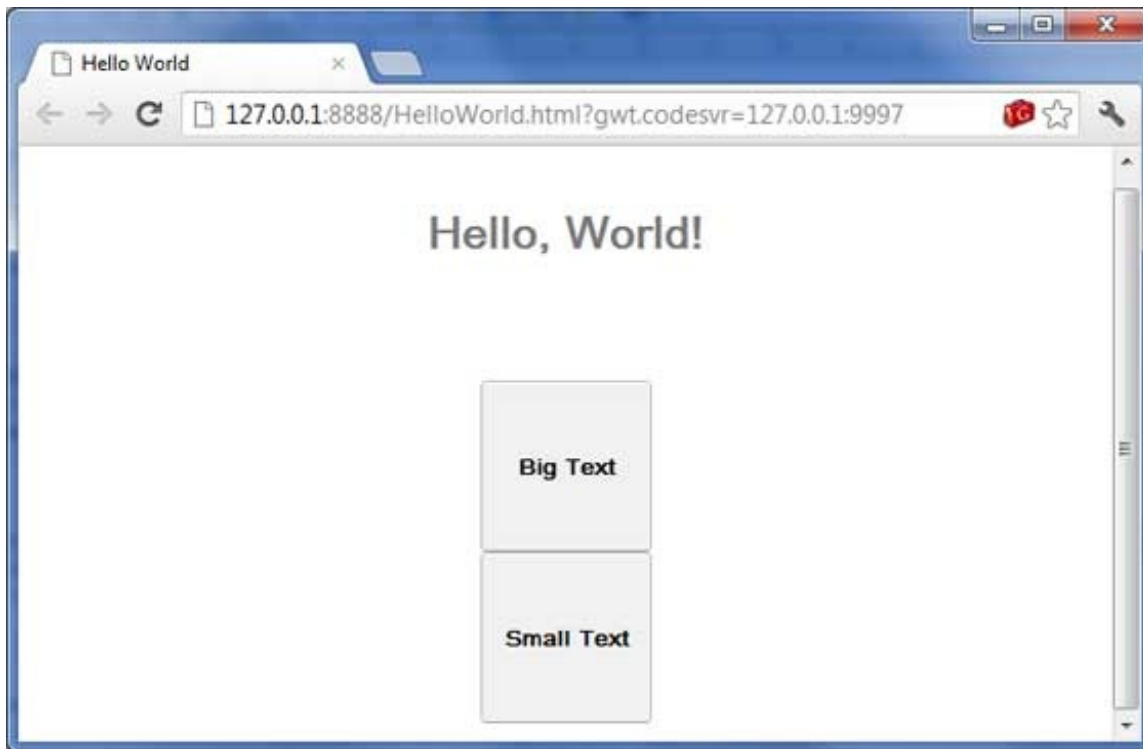 Hello World
127.0.0.1:8888/HelloWorld.html?gwt.codesvr=127.0.0.1:9997
Hello, World!
Big Text
Small Text